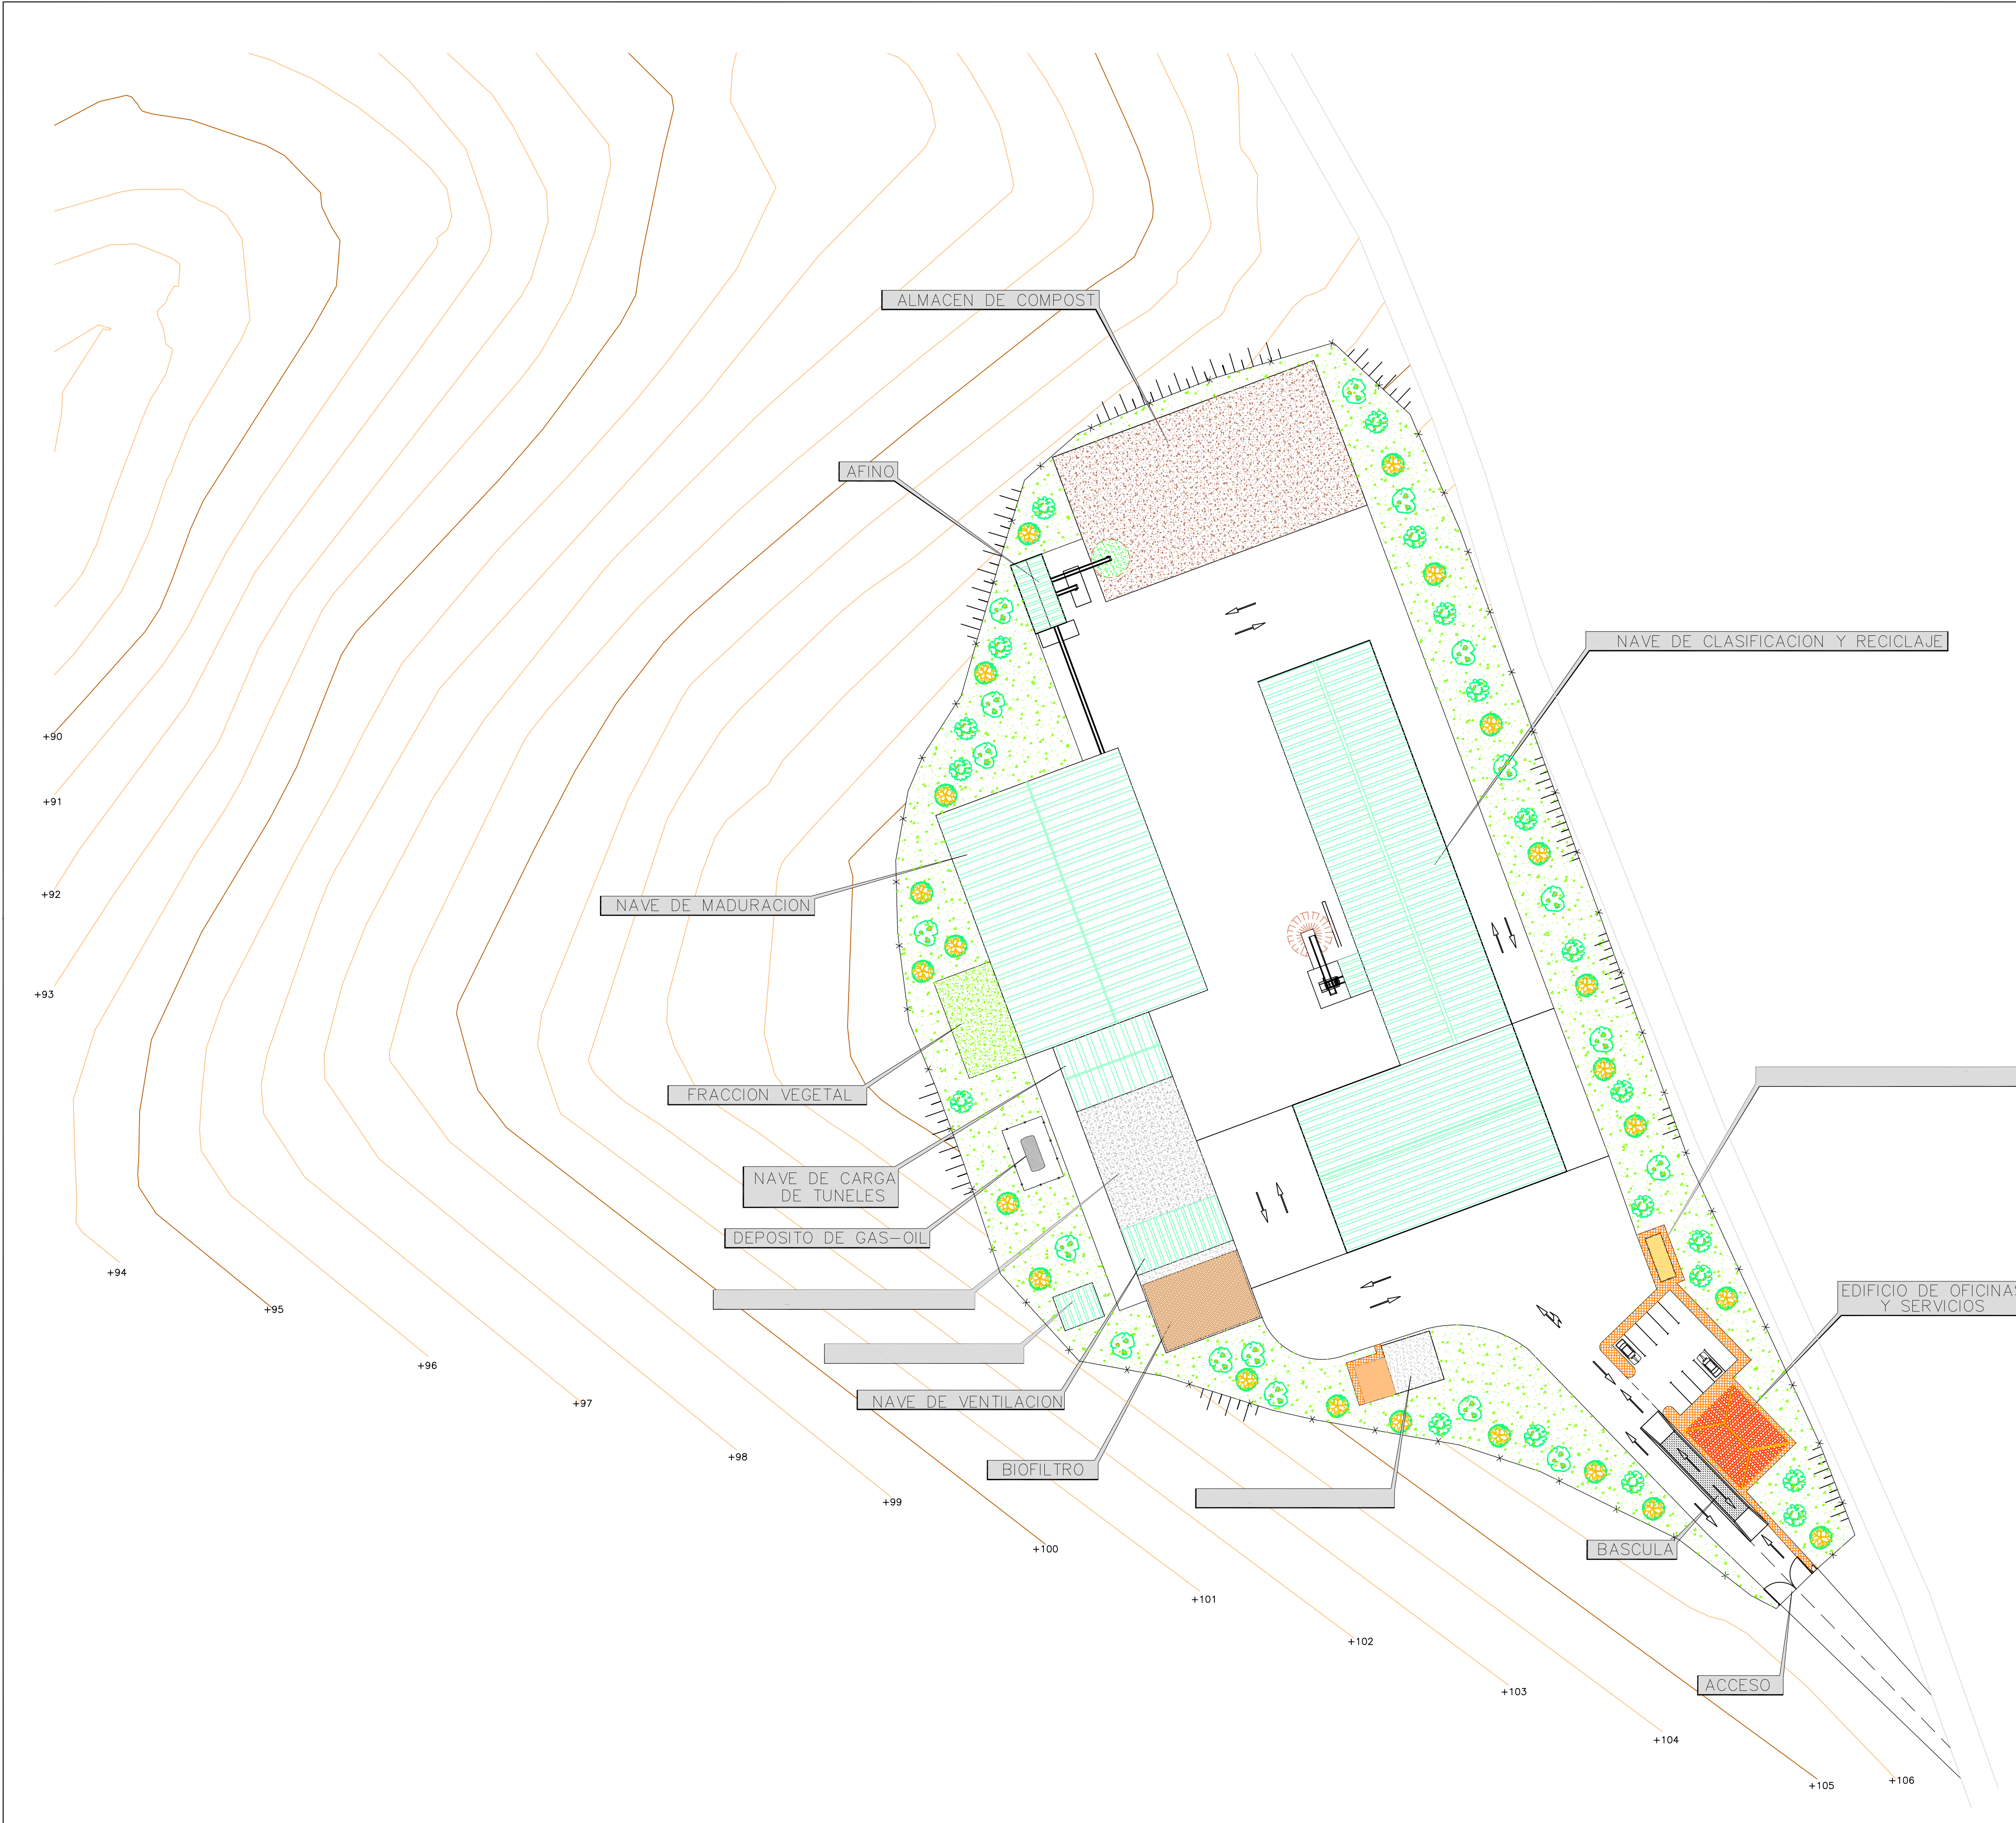 ALMACEN DE COMPOST
AFINO
NAVE DE CLASIFICACION Y RECICLAJE
+90
+91
+92
NAVE DE MADURACION
+93
FRACCION VEGETAL
NAVE DE CARGA
DE TUNELES
DEPOSITO DE GAS-OIL
+94
EDIFICIO DE OFICINAS
Y SERVICIOS
+95
+96
NAVE DE VENTILACION
+97
+98
BIOFILTRO
+99
+100
BASCULA
+101
+102
ACCESO
+103
+104
+105
+106